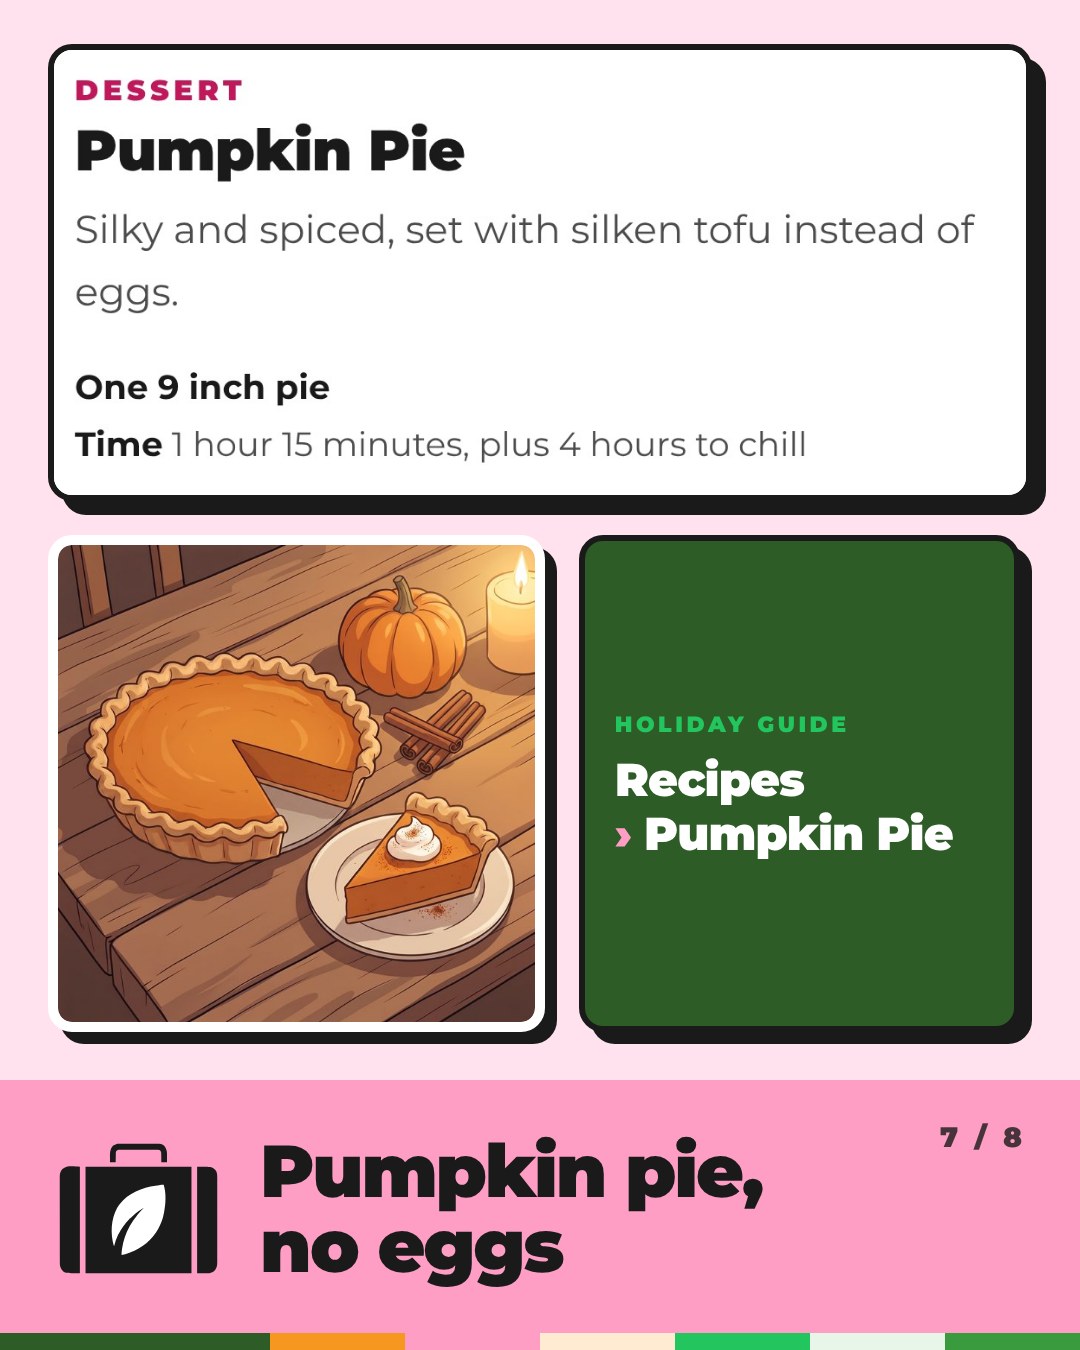 DESSERT
Pumpkin Pie
Silky and spiced, set with silken tofu instead of
eggs.
One 9 inch pie
Time 1 hour 15 minutes, plus 4 hours to chill
HOLIDAY GUIDE
Recipes
› Pumpkin Pie
7 / 8
Pumpkin pie,
no eggs